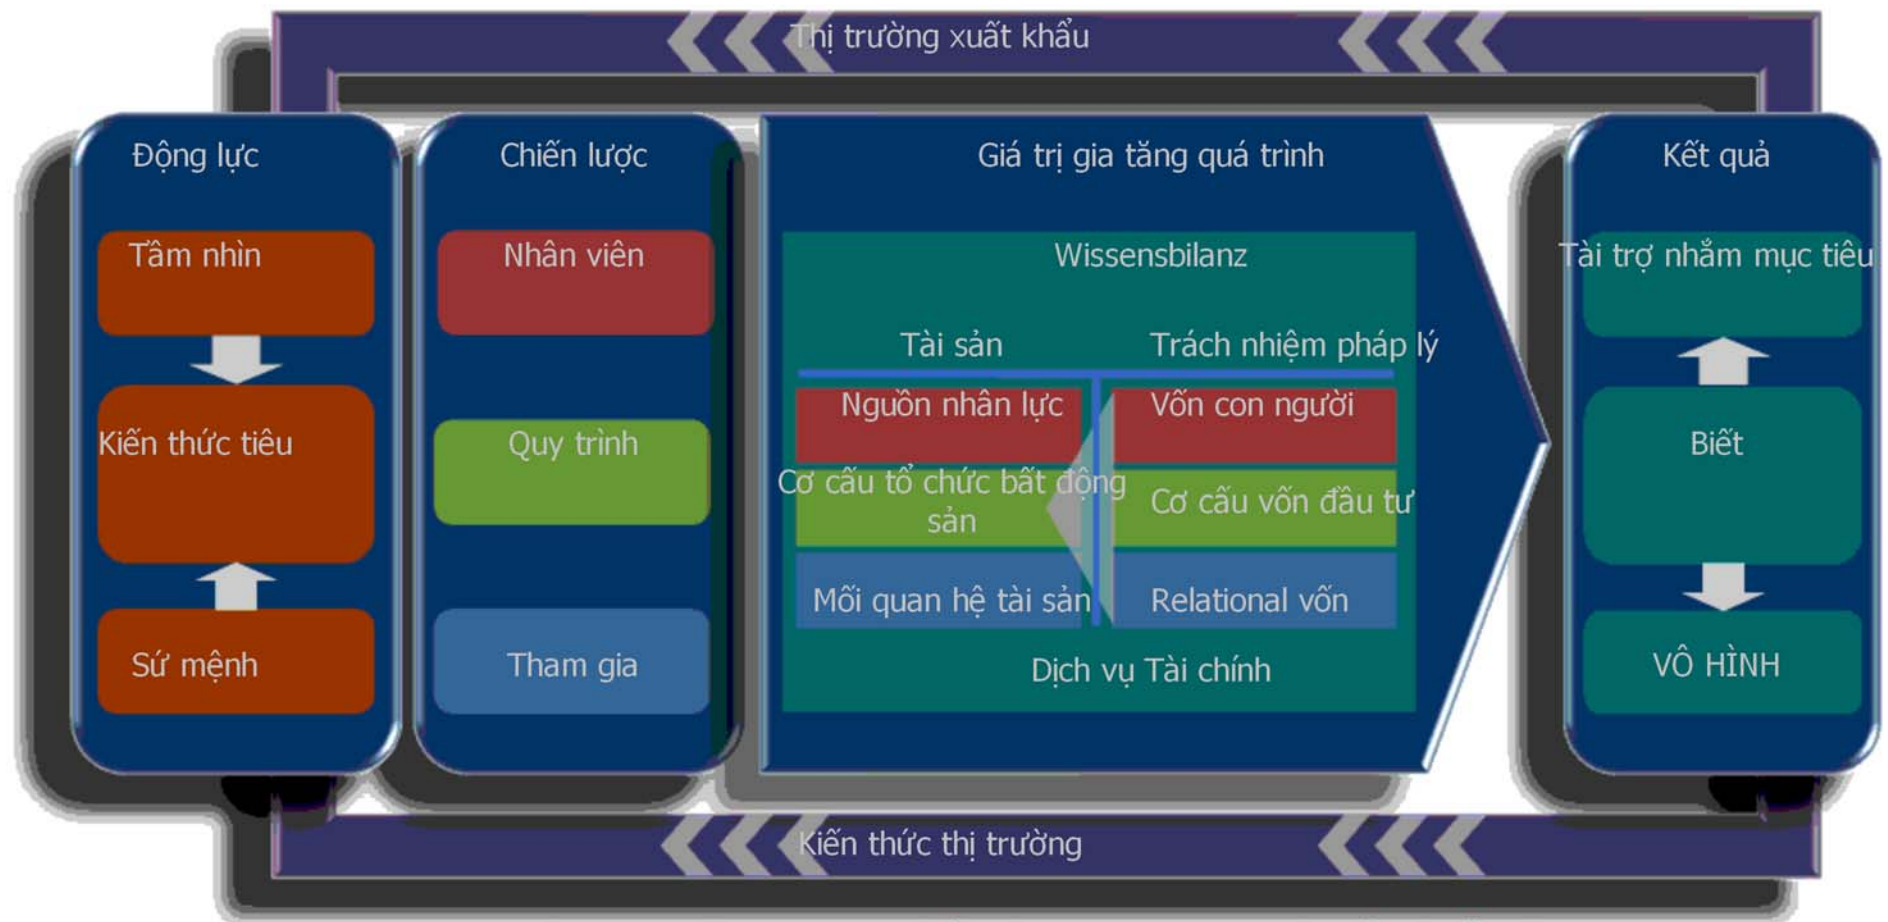 Thị trường xuất khẩu
Động lực
Tầm nhìn
Kiến thức tiêu
Sứ mệnh
Chiến lược
Nhân viên
Quy trình
Tham gia
Giá trị gia tăng quá trình
Wissensbilanz
Tài sản
Trách nhiệm pháp lý
Nguồn nhân lực
Vốn con người
Cơ cấu tổ chức bất động
sản
Cơ cấu vốn đầu tư
Mối quan hệ tài sản
Relational vốn
Dịch vụ Tài chính
Kết quả
Tài trợ nhằm mục tiêu
Biết
VÔ HÌNH
Kiến thức thị trường